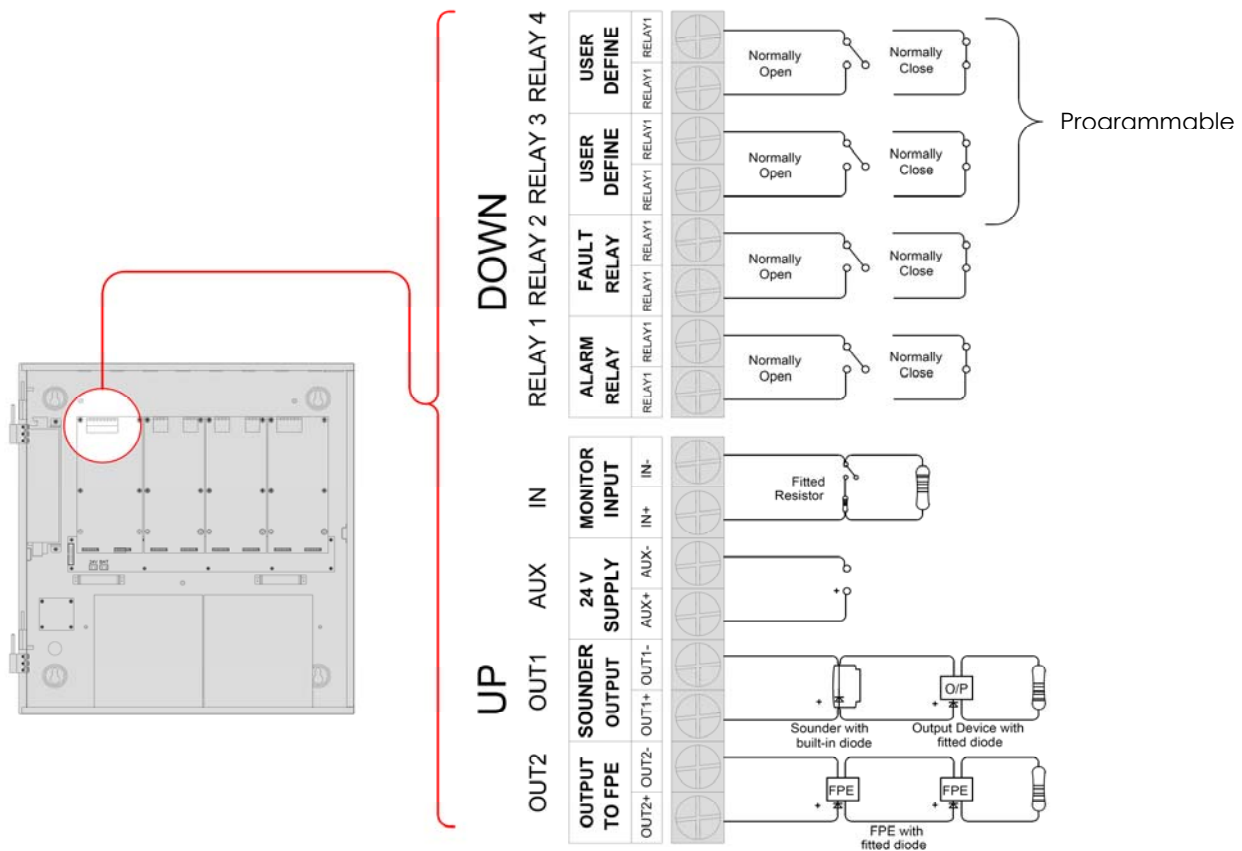 DOWN
RELAY 4
USER
DEFINE
RELAY1
RELAY1
Normally
Open
Normally
Close
Proarammable
RELAY 3
USER
DEFINE
RELAY1
RELAY1
Normally
Open
Normally
Close
RELAY 2
FAULT
RELAY
RELAY1
RELAY1
Normally
Open
Normally
Close
RELAY 1
ALARM
RELAY
RELAY1
RELAY1
Normally
Open
Normally
Close
UP
IN
MONITOR
INPUT
IN-
IN+
Fitted
Resistor
AUX
24 V
SUPPLY
AUX-
AUX+
+
OUT1
SOUNDER
OUTPUT
OUT1-
OUT1+
+
Sounder with
built-in diode
O/P
+
Output Device with
fitted diode
OUT2
OUTPUT
TO FPE
OUT2-
OUT2+
FPE
+
FPE
+
FPE with
fitted diode
24V BAT